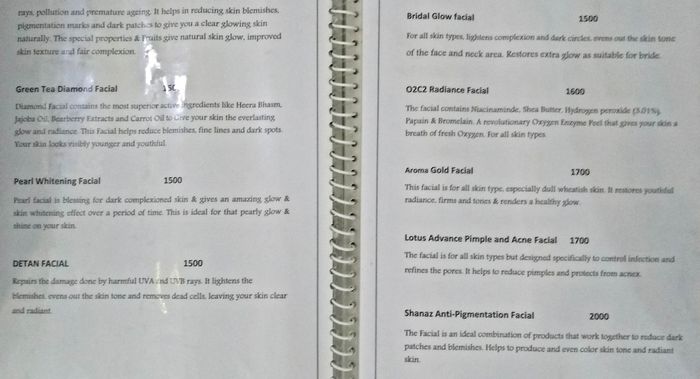 rays, pollution and premature ageing. It helps in reducing skin blemishes,
pigmentation marks and dark patches to give you a clear glowing skin
naturally. The special properties & Fruits give natural skin glow, improved
skin texture and fair complexion.
Green Tea Diamond Facial
Diamond facial contains the most superior active ingredients like Heera Bhasm,
Jajoba Oil, Bearberry Extracts and Carrot Oil to Give your skin the everlasting
glow and radiance. This Facial helps reduce blemishes, fine lines and dark spots.
Your skin looks visibly younger and youthful.
Pearl Whitening Facial 1500
Pearl facial is blessing for dark complexioned skin & gives an amazing glow &
skin whitening effect over a period of time. This is ideal for that pearly glow &
shine on your skin.
DETAN FACIAL 1500
Repairs the damage done by harmful UVA and UVB rays. It lightens the
blemishes, evens out the skin tone and removes dead cells, leaving your skin clear
and radiant.
Bridal Glow facial 1500
For all skin types, lightens complexion and dark circles, evens out the skin tone
of the face and neck area. Restores extra glow as suitable for bride.
O2C2 Radiance Facial 1600
The facial contains Niacinaminde, Shea Butter, Hydrogen peroxide (5.01%),
Papain & Bromelain. A revolutionary Oxygen Enzyme Peel that gives your skin a
breath of fresh Oxygen. For all skin types.
Aroma Gold Facial 1700
This facial is for all skin type, especially dull wheatish skin. It restores youthful
radiance, firms and tones & renders a healthy glow.
Lotus Advance Pimple and Acne Facial 1700
The facial is for all skin types but designed specifically to control infection and
refines the pores. It helps to reduce pimples and protects from acnex.
Shanaz Anti-Pigmentation Facial 2000
The Facial is an ideal combination of products that work together to reduce dark
patches and blemishes. Helps to produce and even color skin tone and radiant
skin.